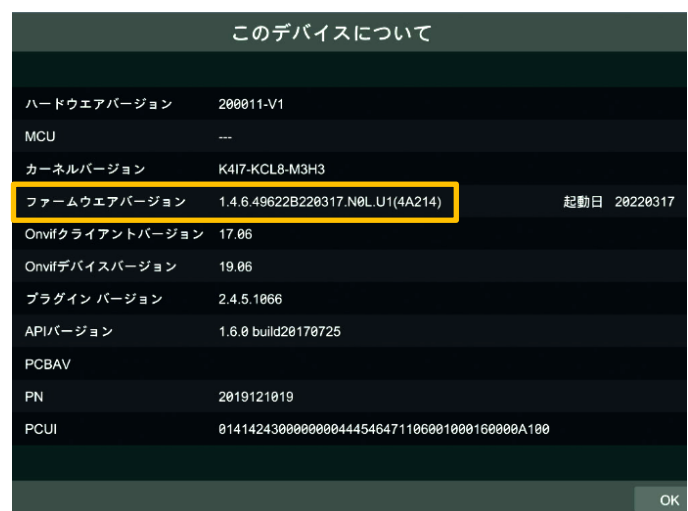 このデバイスについて
ハードウエアバージョン 200011-V1
MCU ---
カーネルバージョン K4I7-KCL8-M3H3
ファームウエアバージョン 1.4.6.49622B220317.N0L.U1(4A214) 起動日 20220317
Onvifクライアントバージョン 17.06
Onvifデバイスバージョン 19.06
プラグイン バージョン 2.4.5.1066
APIバージョン 1.6.0 build20170725
PCBAV
PN 2019121019
PCUI 01414243000000004445464711060010001600​00A100
OK